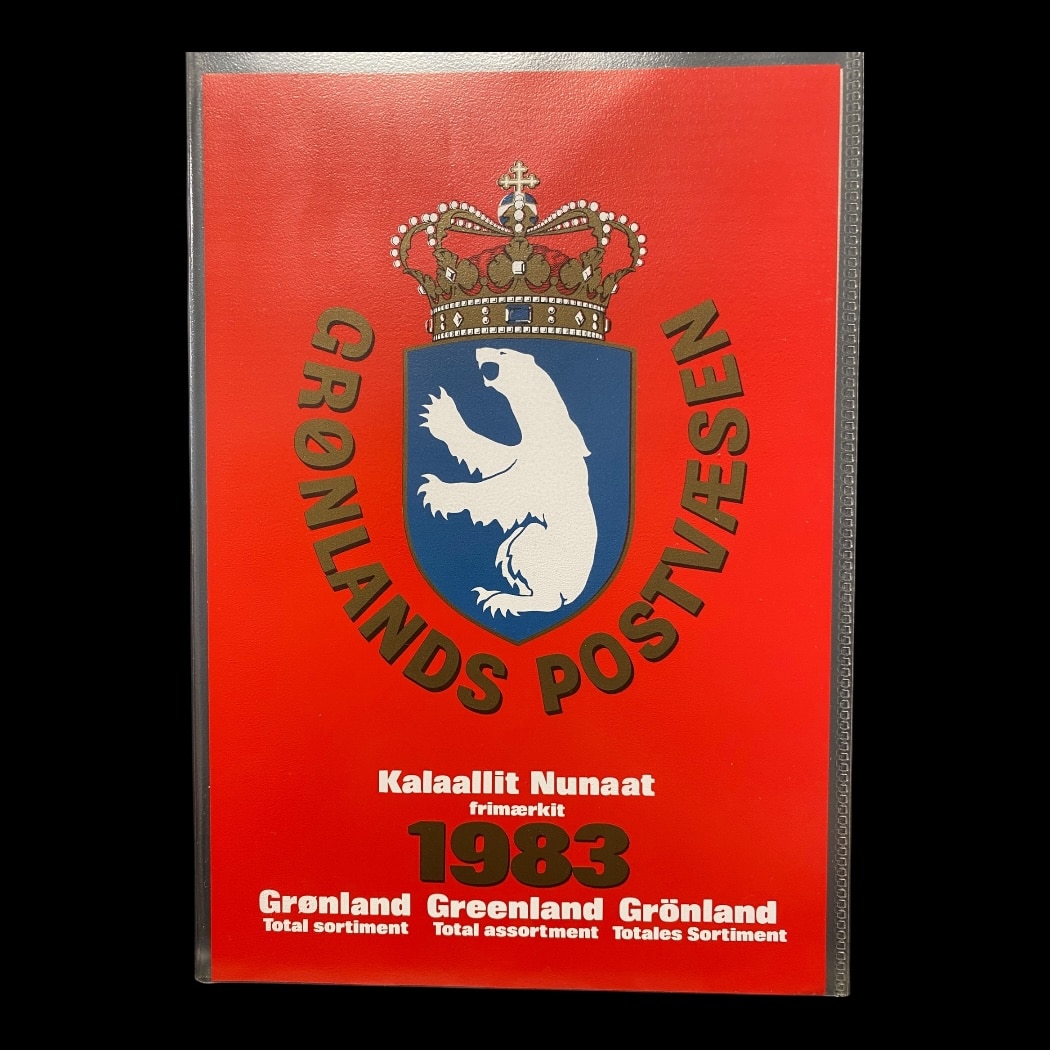 GRØNLANDS POSTVÆSEN
Kalaallit Nunaat
frimærkit
1983
Grønland Greenland Grönland
Total sortiment Total assortment Totales Sortiment